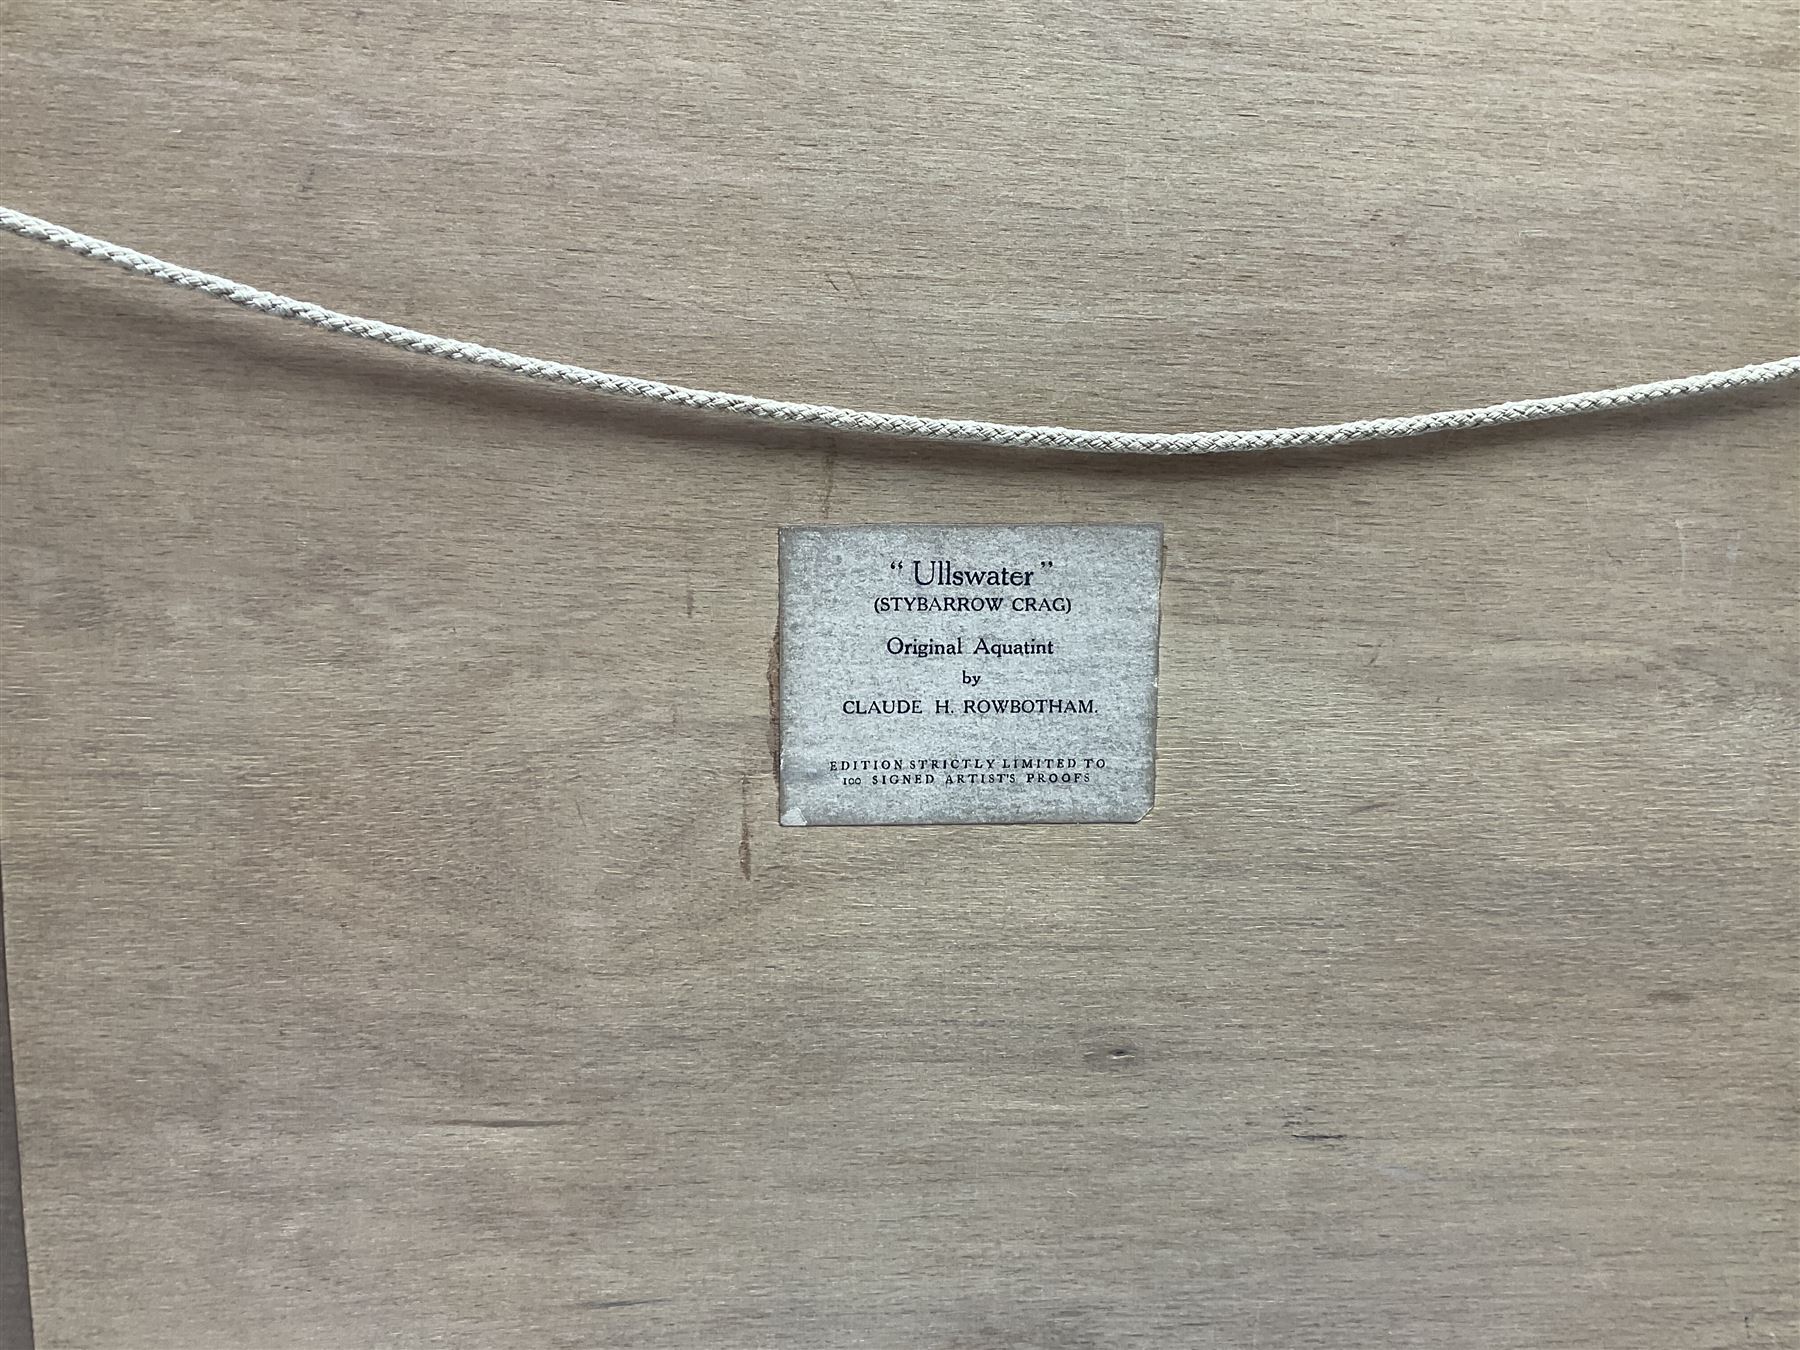 “Ullswater”
(STYBARROW CRAG)
Original Aquatint
by
CLAUDE H. ROWBOTHAM.
EDITION STRICTLY LIMITED TO
100 SIGNED ARTIST'S PROOFS